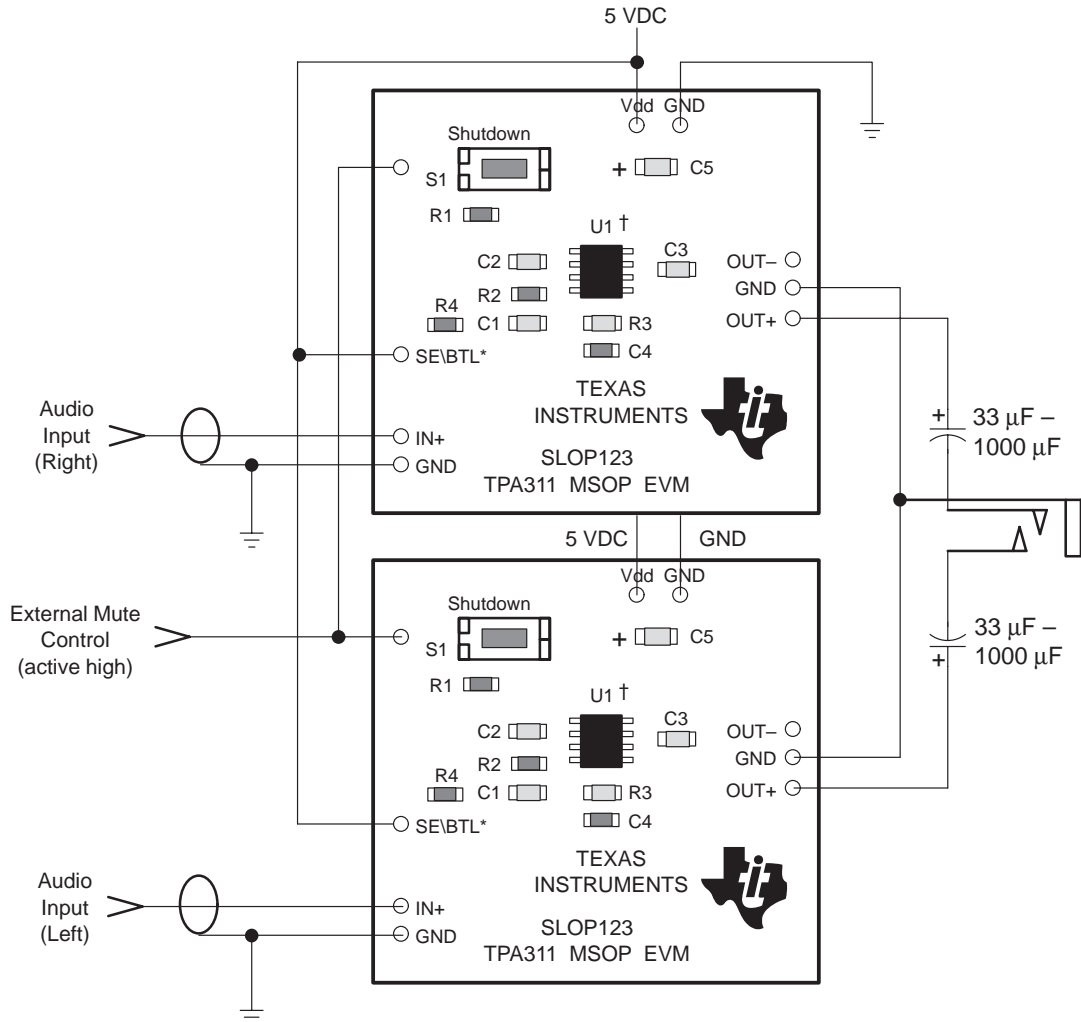 5 VDC
Vdd GND
Shutdown
S1
+ C5
R1
U1 †
C2
C3
OUT–
R2
GND
R4
C1
R3
OUT+
C4
SE\BTL*
TEXAS
INSTRUMENTS
Audio
Input
(Right)
IN+
GND
SLOP123
TPA311 MSOP EVM
+
33 μF –
1000 μF
5 VDC
GND
Vdd GND
External Mute
Control
(active high)
Shutdown
S1
+ C5
R1
33 μF –
1000 μF
+
U1 †
C2
C3
OUT–
R2
GND
R4
C1
R3
OUT+
C4
SE\BTL*
TEXAS
INSTRUMENTS
Audio
Input
(Left)
IN+
GND
SLOP123
TPA311 MSOP EVM